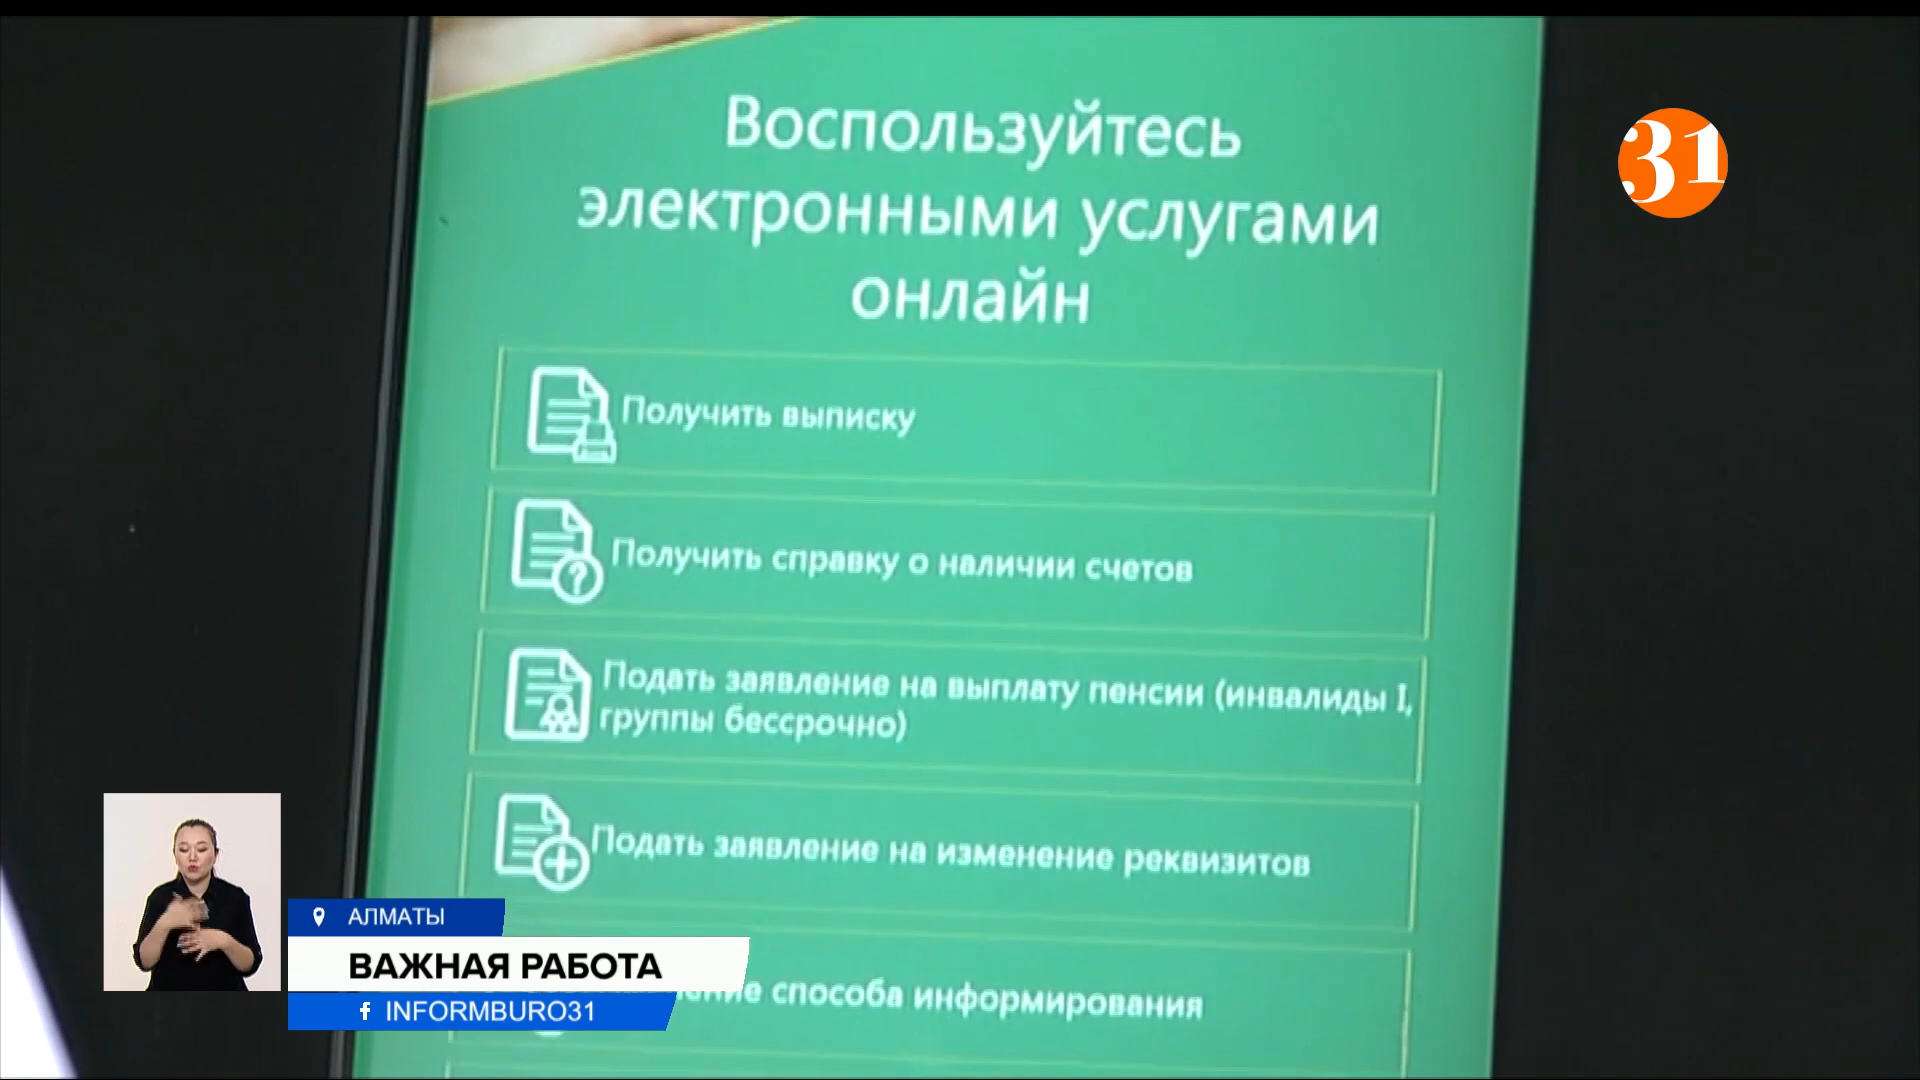 Воспользуйтесь
электронными услугами
онлайн
31
Получить выписку
Получить справку о наличии счетов
Подать заявление на выплату пенсии (инвалиды I,
группы бессрочно)
Подать заявление на изменение реквизитов
способа информирования
АЛМАТЫ
ВАЖНАЯ РАБОТА
INFORMBURO31